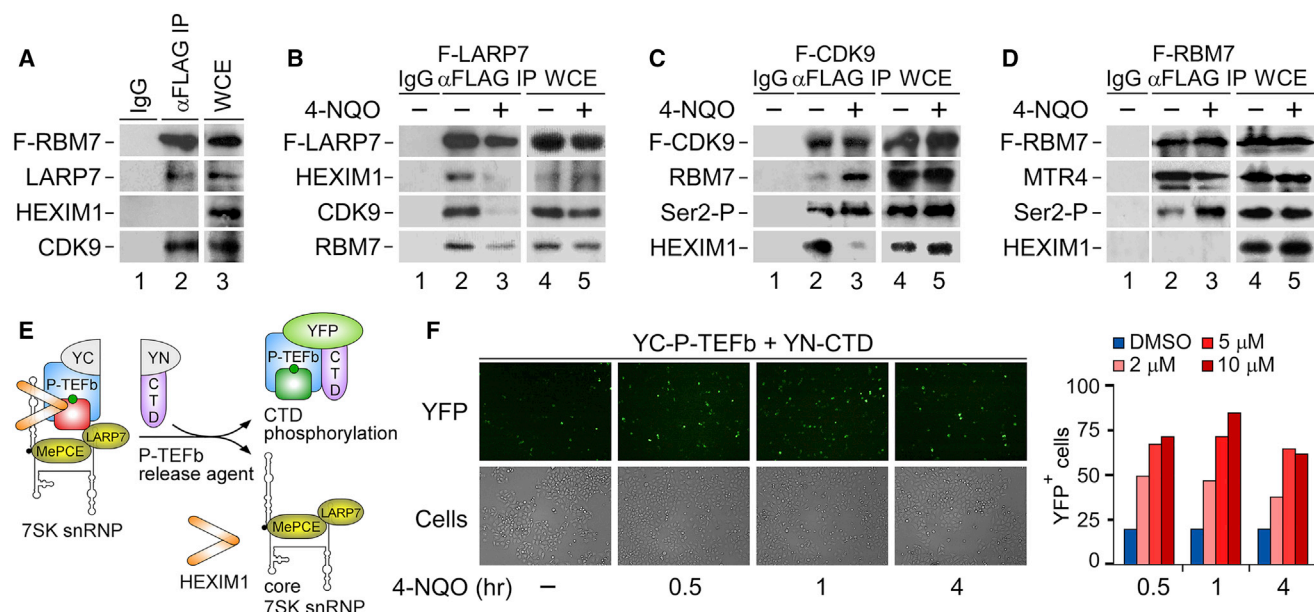 A
IgG
αFLAG IP
WCE
F-RBM7
LARP7
HEXIM1
CDK9
1 2 3
B
F-LARP7
IgG αFLAG IP WCE
4-NQO – – + – +
F-LARP7
HEXIM1
CDK9
RBM7
1 2 3 4 5
C
F-CDK9
IgG αFLAG IP WCE
4-NQO – – + – +
F-CDK9
RBM7
Ser2-P
HEXIM1
1 2 3 4 5
D
F-RBM7
IgG αFLAG IP WCE
4-NQO – – + – +
F-RBM7
MTR4
Ser2-P
HEXIM1
1 2 3 4 5
E
YC
YN
P-TEFb
CTD
MePCE
LARP7
7SK snRNP
P-TEFb
release agent
YFP
P-TEFb
CTD
CTD
phosphorylation
HEXIM1
MePCE
LARP7
core
7SK snRNP
F
YC-P-TEFb + YN-CTD
YFP
Cells
4-NQO (hr) – 0.5 1 4
DMSO
2 μM
5 μM
10 μM
YFP+ cells
100
75
50
25
0
0.5 1 4